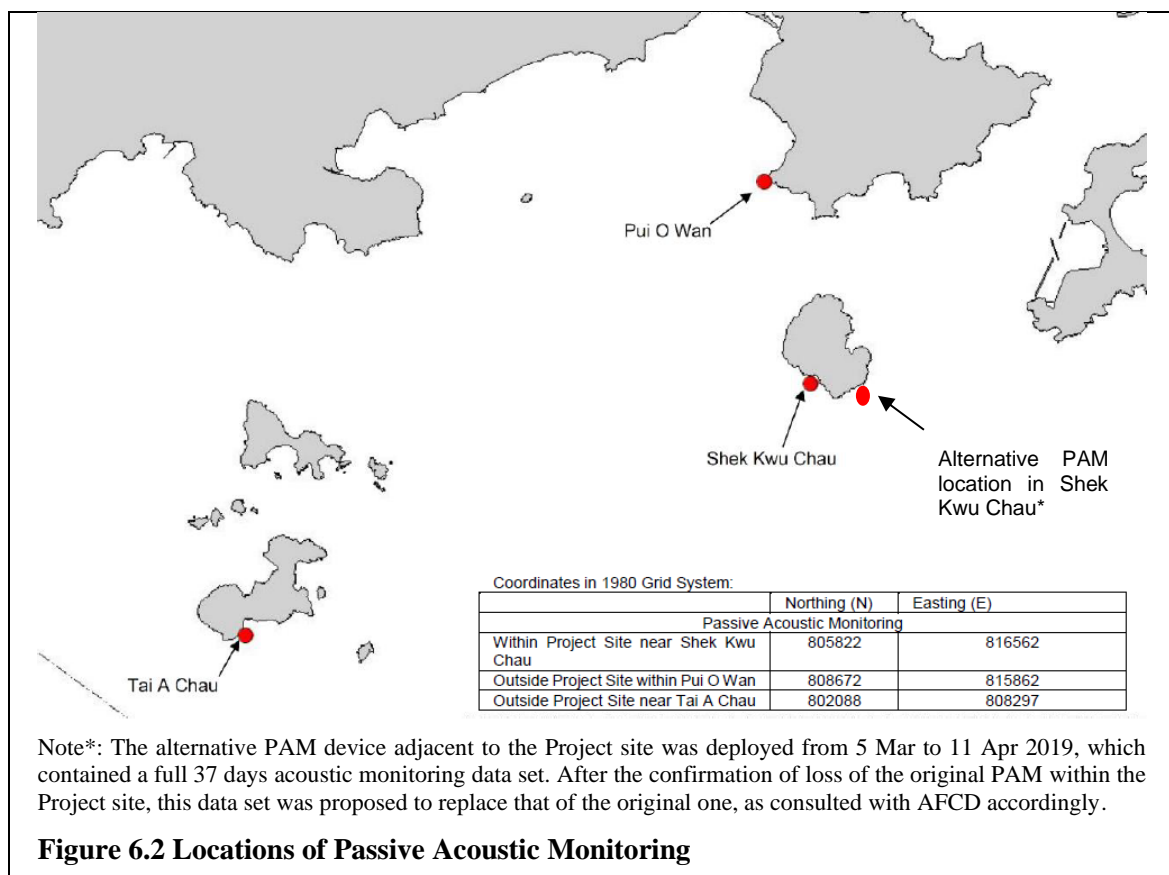 Pui O Wan
Shek Kwu Chau
Alternative PAM
location in Shek
Kwu Chau*
Tai A Chau
Coordinates in 1980 Grid System:
Northing (N) Easting (E)
Passive Acoustic Monitoring
Within Project Site near Shek Kwu Chau 805822 816562
Outside Project Site within Pui O Wan 808672 815862
Outside Project Site near Tai A Chau 802088 808297
Note*: The alternative PAM device adjacent to the Project site was deployed from 5 Mar to 11 Apr 2019, which
contained a full 37 days acoustic monitoring data set. After the confirmation of loss of the original PAM within the
Project site, this data set was proposed to replace that of the original one, as consulted with AFCD accordingly.
Figure 6.2 Locations of Passive Acoustic Monitoring